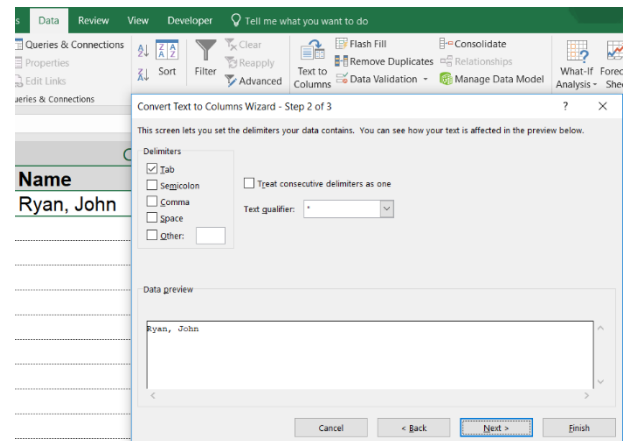 Data Review View Developer Tell me what you want to do
Queries & Connections
Properties
Edit Links
Queries & Connections
Sort
Filter
Clear
Reapply
Advanced
Text to
Columns
Flash Fill
Remove Duplicates
Data Validation
Consolidate
Relationships
Manage Data Model
What-If
Analysis
Convert Text to Columns Wizard - Step 2 of 3
This screen lets you set the delimiters your data contains. You can see how your text is affected in the preview below.
Delimiters
Tab
Semicolon
Comma
Space
Other:
Treat consecutive delimiters as one
Text qualifier: "
Data preview
Ryan, John
Cancel < Back Next > Finish
Name
Ryan, John